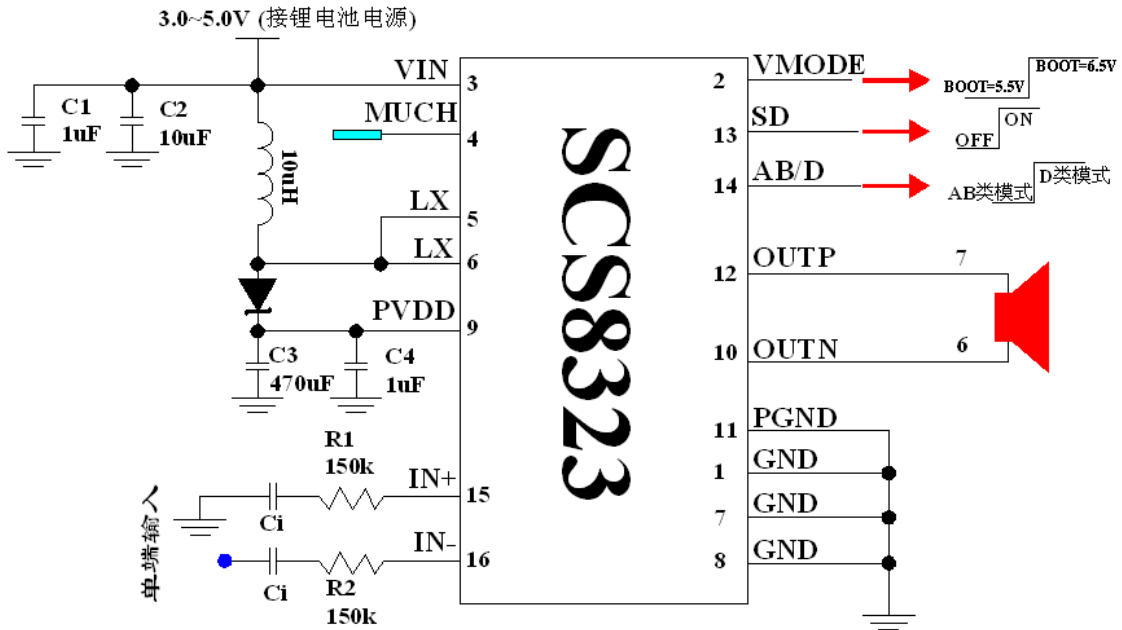 3.0~5.0V (接锂电池电源)
VIN
3
C1
1uF
C2
10uF
MUCH
4
10uH
LX
5
LX
6
PVDD
9
C3
470uF
C4
1uF
R1
150k
IN+
15
Ci
单端输入
IN-
16
Ci
R2
150k
SCS8323
2
VMODE
BOOT=5.5V
BOOT=6.5V
13
SD
OFF
ON
14
AB/D
AB类模式
D类模式
12
OUTP
7
10
OUTN
6
11
PGND
1
GND
7
GND
8
GND